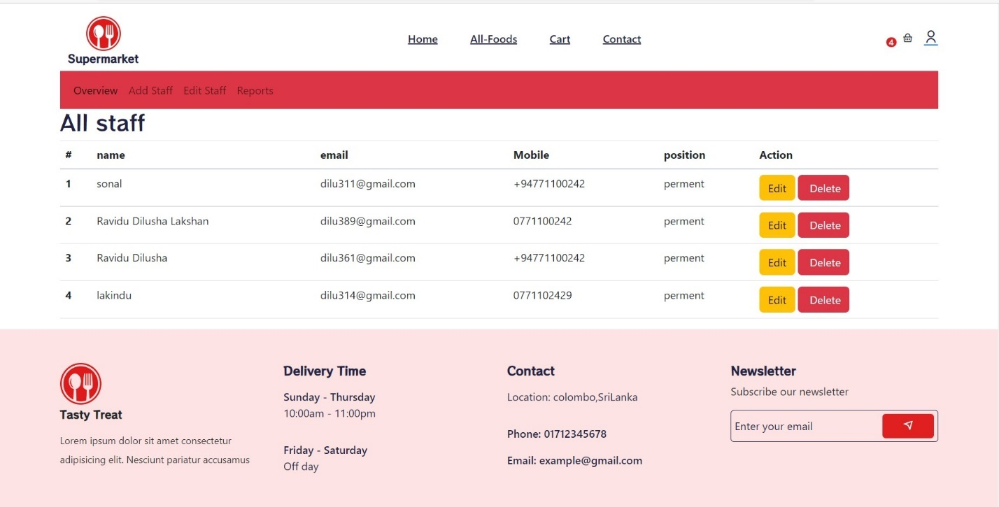 Supermarket
Home All-Foods Cart Contact
4
Overview Add Staff Edit Staff Reports
All staff
# name email Mobile position Action
1 sonal dilu311@gmail.com +94771100242 perment Edit Delete
2 Ravidu Dilusha Lakshan dilu389@gmail.com 0771100242 perment Edit Delete
3 Ravidu Dilusha dilu361@gmail.com +94771100242 perment Edit Delete
4 lakindu dilu314@gmail.com 0771102429 perment Edit Delete
Tasty Treat
Lorem ipsum dolor sit amet consectetur
adipisicing elit. Nesciunt pariatur accusamus
Delivery Time
Sunday - Thursday
10:00am - 11:00pm
Friday - Saturday
Off day
Contact
Location: colombo,SriLanka
Phone: 01712345678
Email: example@gmail.com
Newsletter
Subscribe our newsletter
Enter your email